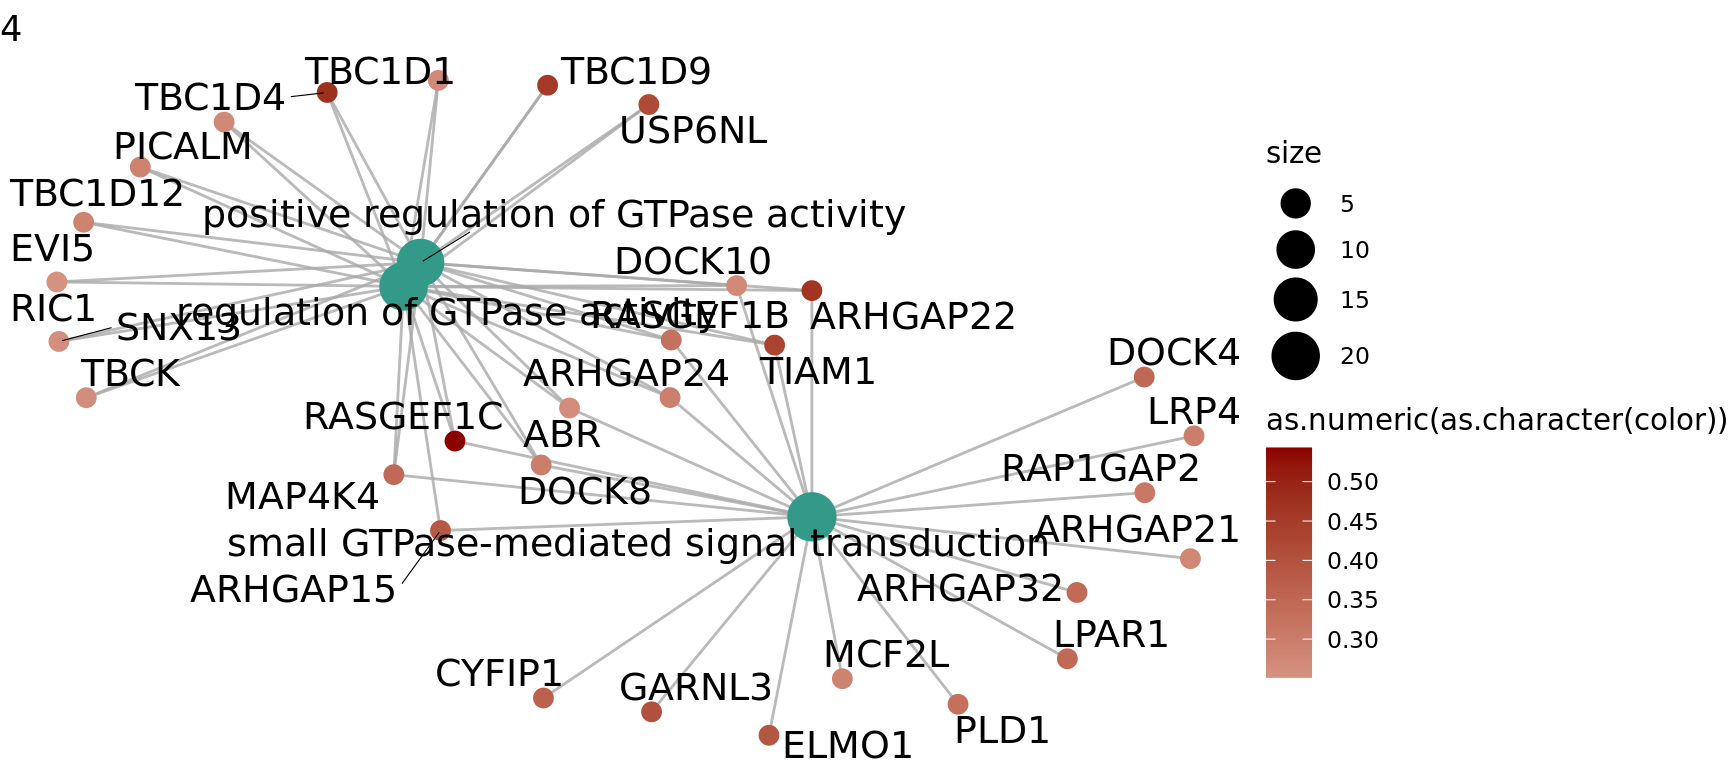 4
TBC1D1
TBC1D9
TBC1D4
USP6NL
PICALM
TBC1D12
positive regulation of GTPase activity
EVI5
DOCK10
RIC1
SNX13
regulation of GTPase activity
RASGEF1B
ARHGAP22
TBCK
ARHGAP24
TIAM1
DOCK4
RASGEF1C
ABR
LRP4
MAP4K4
DOCK8
RAP1GAP2
small GTPase-mediated signal transduction
ARHGAP21
ARHGAP15
ARHGAP32
LPAR1
MCF2L
CYFIP1
GARNL3
PLD1
ELMO1
size
5
10
15
20
as.numeric(as.character(color))
0.50
0.45
0.40
0.35
0.30